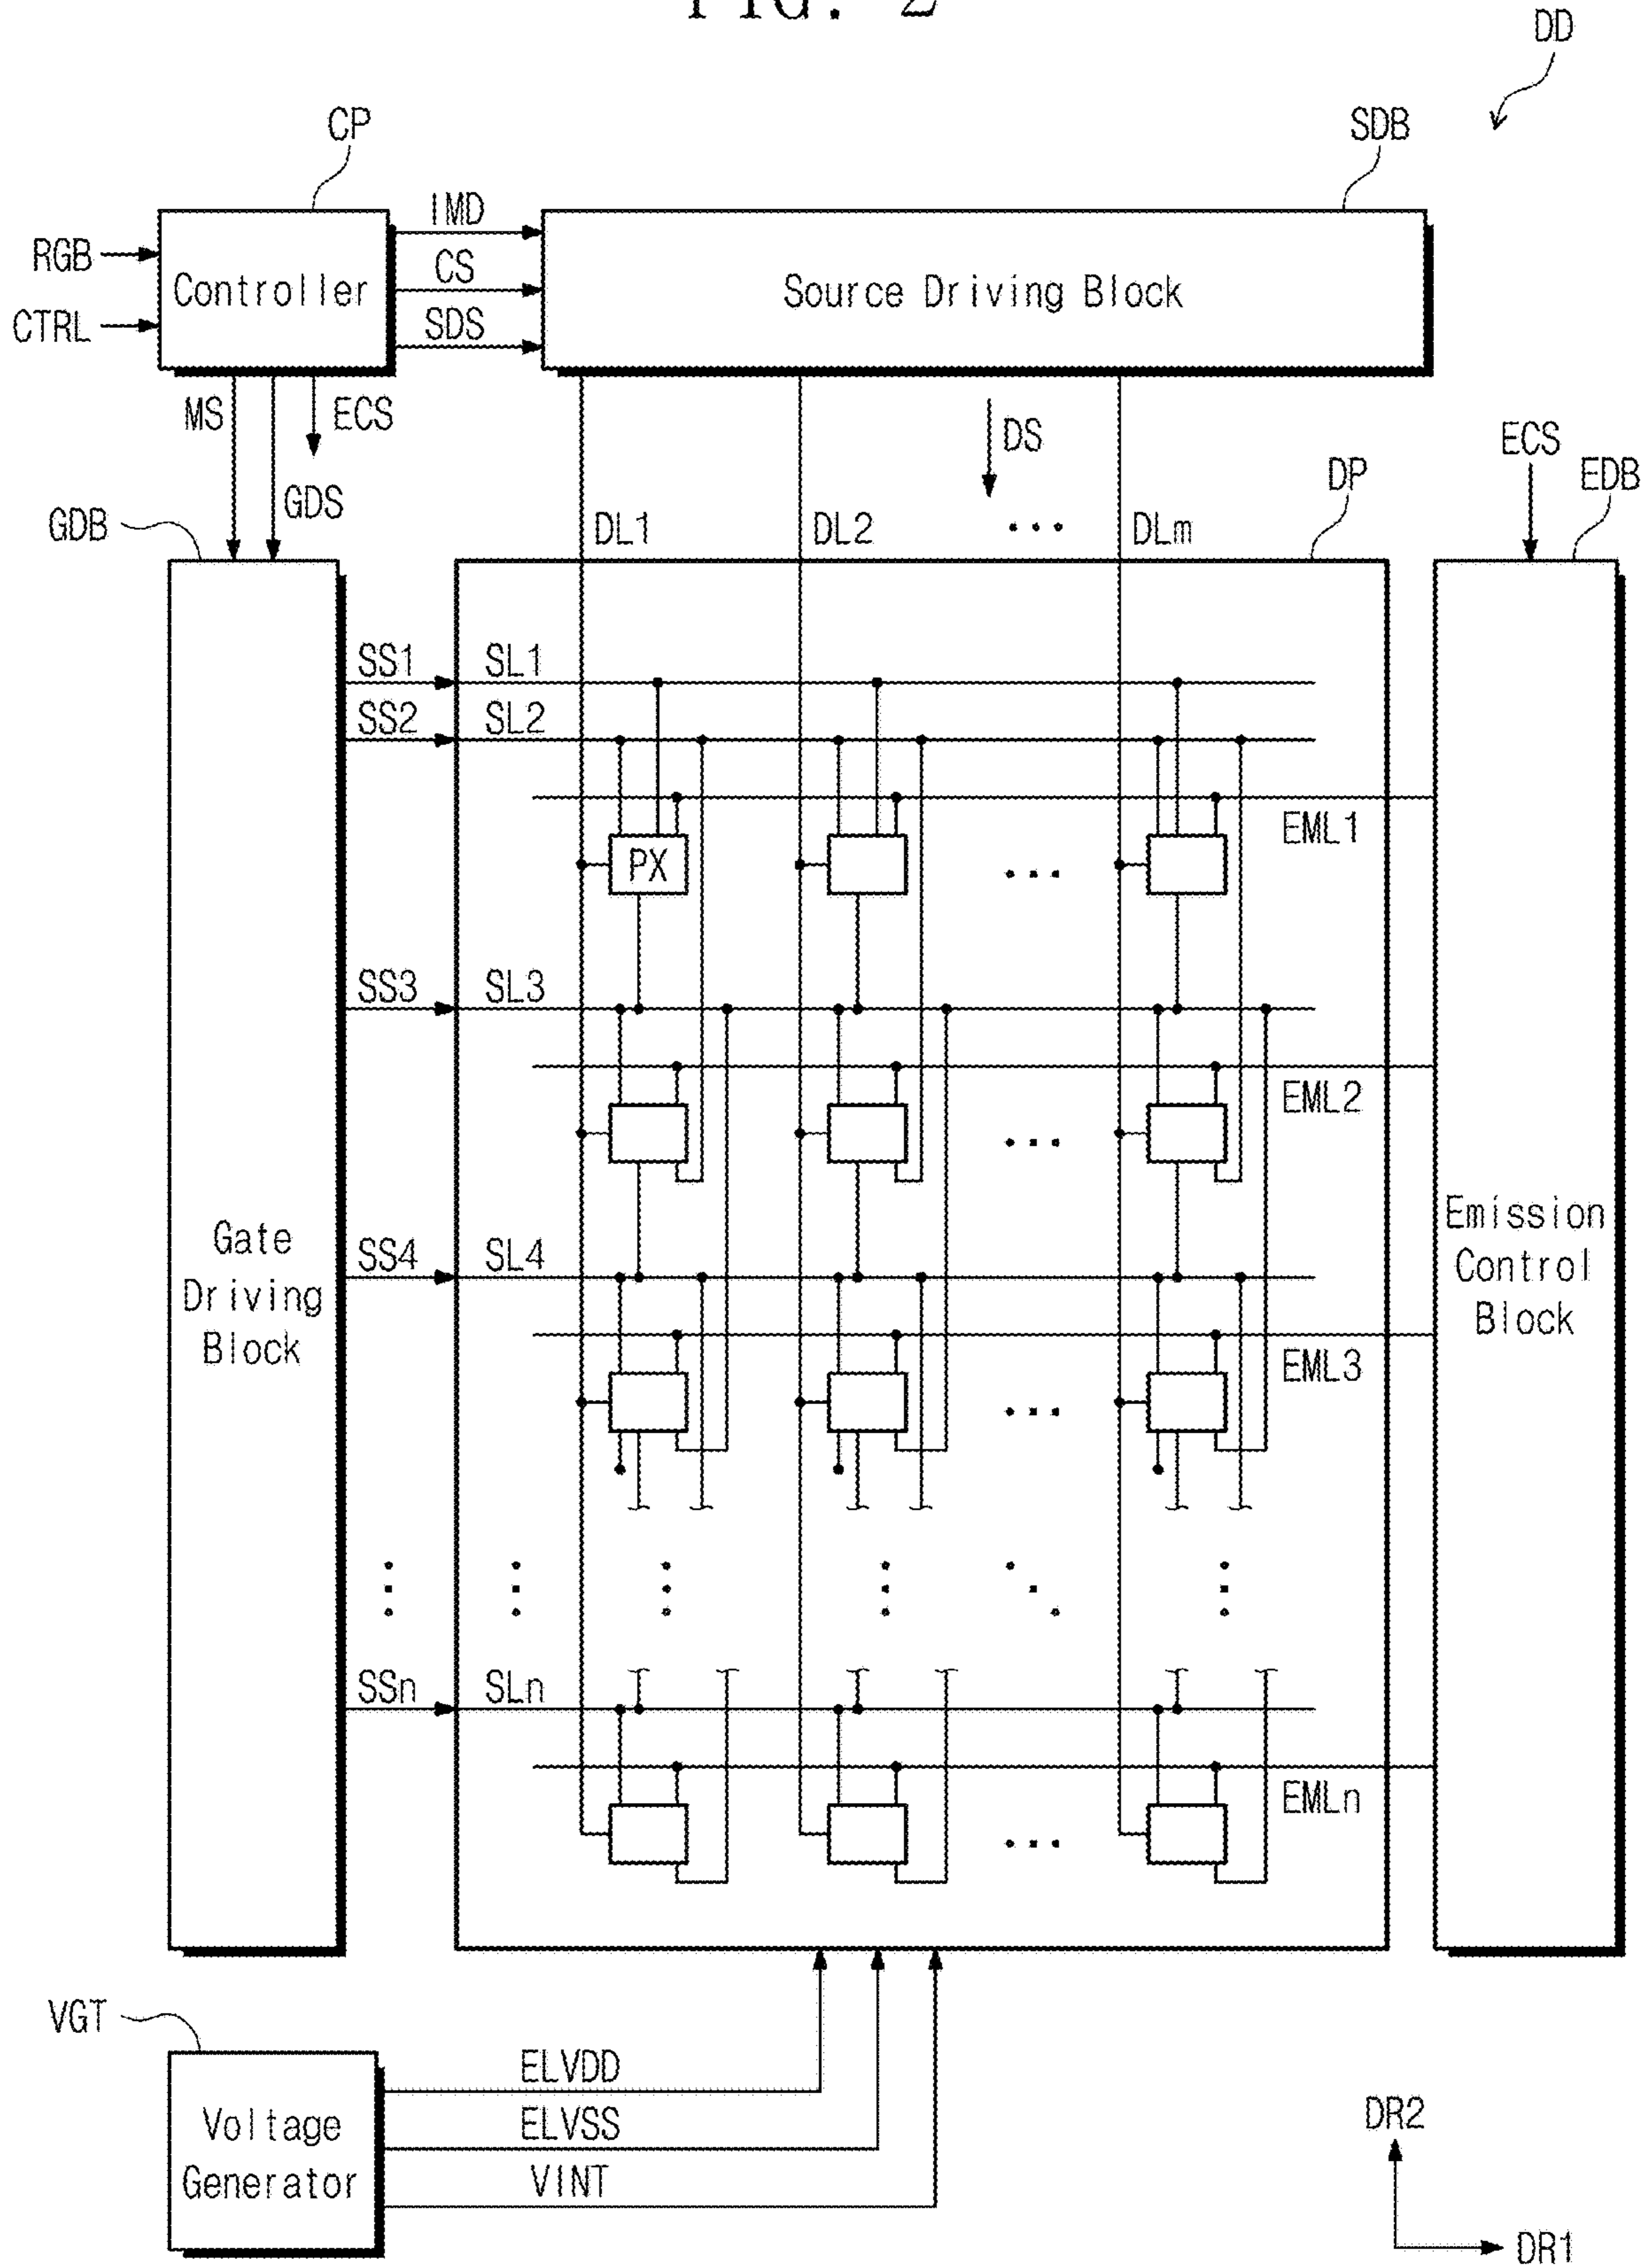 FIG. 2
DD
CP
SDB
IMD
RGB
CS
Controller
Source Driving Block
CTRL
SDS
MS
ECS
DS
ECS
GDS
DP
EDB
GDB
DL1
DL2
...
DLm
SS1
SL1
SS2
SL2
EML1
PX
...
SS3
SL3
EML2
...
Gate
Driving
Block
Emission
Control
Block
SS4
SL4
EML3
...
SSn
SLn
EMLn
...
VGT
ELVDD
Voltage
Generator
ELVSS
VINT
DR2
DR1